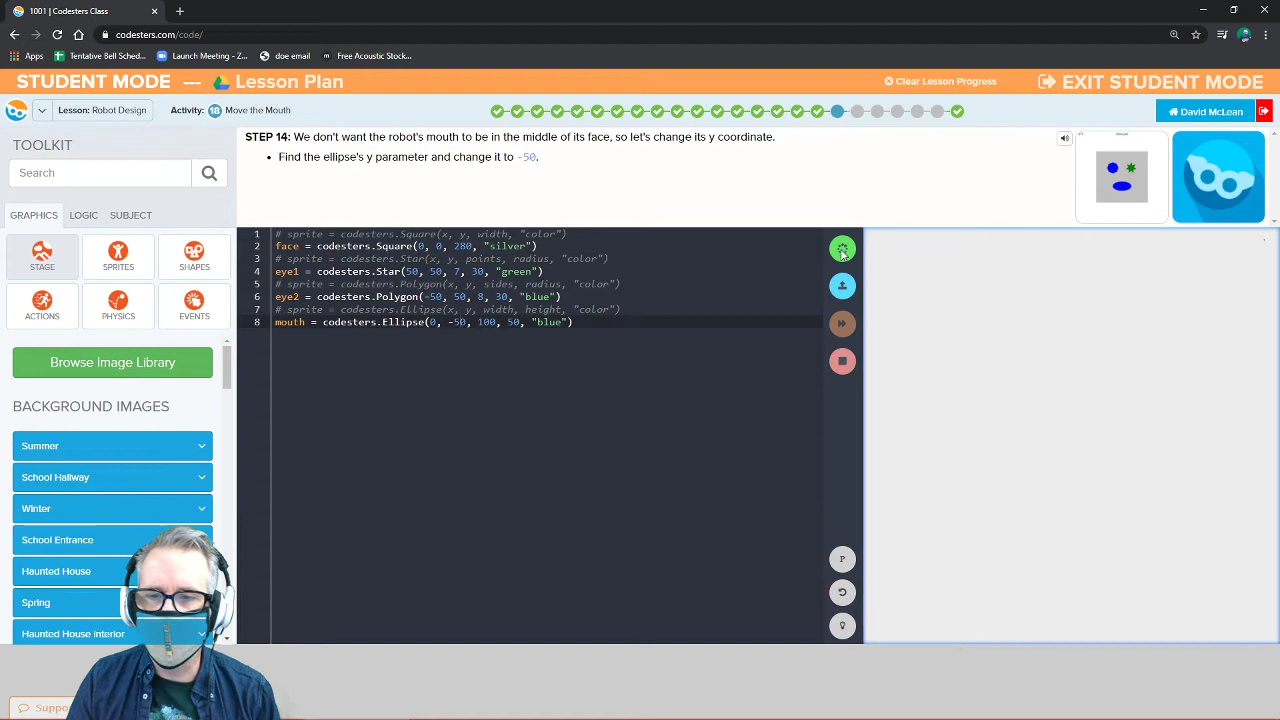 1001 | Codesters Class
codesters.com/code/
Apps
Tentative Bell Sched...
Launch Meeting - Z...
doe email
Free Acoustic Stock...
STUDENT MODE
Lesson Plan
Clear Lesson Progress
EXIT STUDENT MODE
Lesson: Robot Design
Activity: 18 Move the Mouth
David McLean
TOOLKIT
Search
GRAPHICS LOGIC SUBJECT
STAGE SPRITES SHAPES
ACTIONS PHYSICS EVENTS
Browse Image Library
BACKGROUND IMAGES
Summer
School Hallway
Winter
School Entrance
Haunted House
Spring
Haunted House Interior
Suppo
STEP 14: We don't want the robot's mouth to be in the middle of its face, so let's change its y coordinate.
Find the ellipse's y parameter and change it to -50.
1 # sprite = codesters.Square(x, y, width, "color")
2 face = codesters.Square(0, 0, 280, "silver")
3 # sprite = codesters.Star(x, y, points, radius, "color")
4 eye1 = codesters.Star(50, 50, 7, 30, "green")
5 # sprite = codesters.Polygon(x, y, sides, radius, "color")
6 eye2 = codesters.Polygon(-50, 50, 8, 30, "blue")
7 # sprite = codesters.Ellipse(x, y, width, height, "color")
8 mouth = codesters.Ellipse(0, -50, 100, 50, "blue")
P